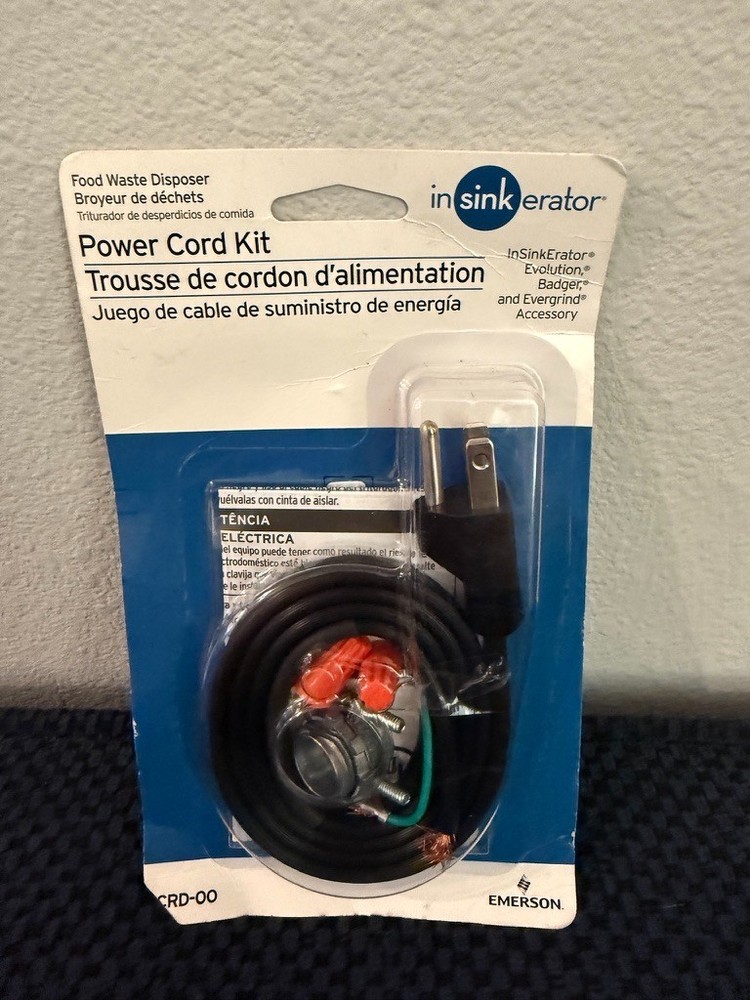 Food Waste Disposer
Broyeur de déchets
Triturador de desperdicios de comida
insinkerator®
Power Cord Kit
Trousse de cordon d'alimentation
Juego de cable de suministro de energía
InSinkErator®
Evolution,®
Badger,®
and Evergrind®
Accessory
uélvalas con cinta de aislar.
TÊNCIA
ELÉCTRICA
el equipo puede tener como resultado el
ctrodoméstico esté
clavija
CRD-00
EMERSON.